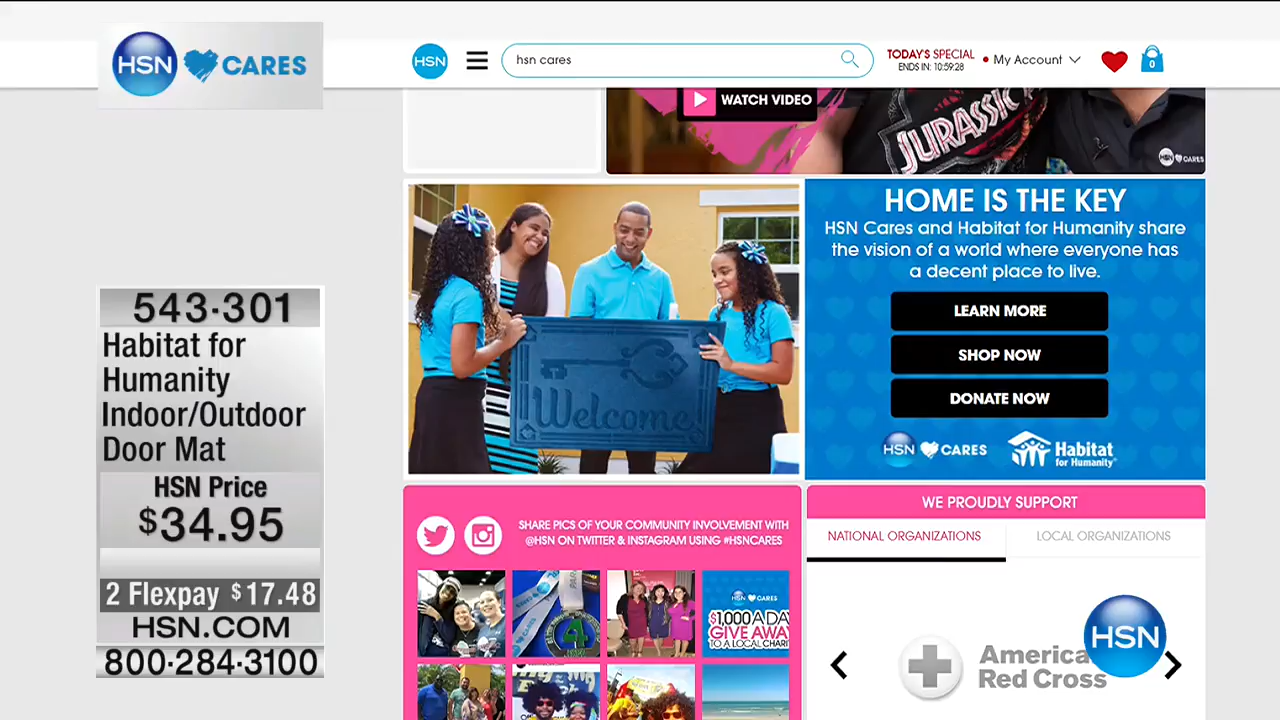 HSN CARES
HSN
hsn cares
TODAY'S SPECIAL
ENDS IN: 10:59:28
My Account
0
WATCH VIDEO
JURASSIC
HSN CARES
543-301
Habitat for
Humanity
Indoor/Outdoor
Door Mat
HSN Price
$34.95
2 Flexpay $17.48
HSN.COM
800-284-3100
Welcome
HOME IS THE KEY
HSN Cares and Habitat for Humanity share
the vision of a world where everyone has
a decent place to live.
LEARN MORE
SHOP NOW
DONATE NOW
HSN CARES
Habitat
for Humanity®
SHARE PICS OF YOUR COMMUNITY INVOLVEMENT WITH
@HSN ON TWITTER & INSTAGRAM USING #HSNCARES
HSN CARES
$1,000 A DAY
GIVE AWAY
TO A LOCAL CHARI
WE PROUDLY SUPPORT
NATIONAL ORGANIZATIONS
LOCAL ORGANIZATIONS
America
Red Cross
HSN